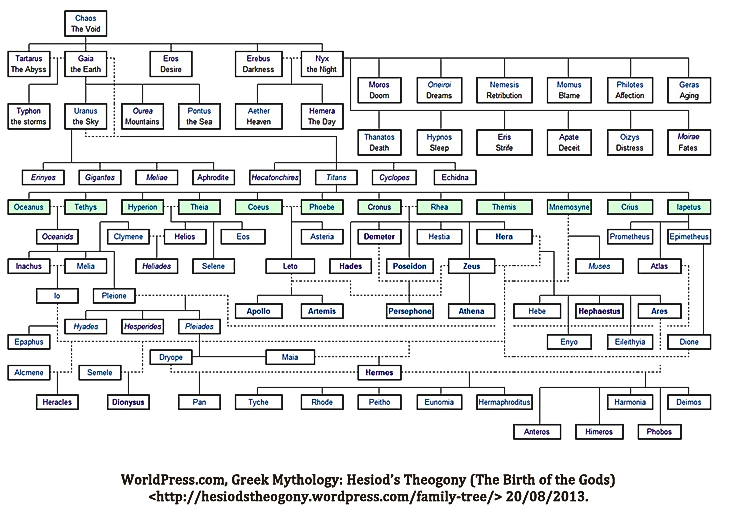 Chaos
The Void
Tartarus
The Abyss
Gaia
the Earth
Eros
Desire
Erebus
Darkness
Nyx
the Night
Moros
Doom
Oneiroi
Dreams
Nemesis
Retribution
Momus
Blame
Philotes
Affection
Geras
Aging
Typhon
the storms
Uranus
the Sky
Ourea
Mountains
Pontus
the Sea
Aether
Heaven
Hemera
The Day
Thanatos
Death
Hypnos
Sleep
Eris
Strife
Apate
Deceit
Oizys
Distress
Moirae
Fates
Erinyes
Gigantes
Meliae
Aphrodite
Hecatonchires
Titans
Cyclopes
Echidna
Oceanus
Tethys
Hyperion
Theia
Coeus
Phoebe
Cronus
Rhea
Themis
Mnemosyne
Crius
Iapetus
Oceanids
Clymene
Helios
Eos
Asteria
Demeter
Hestia
Hera
Prometheus
Epimetheus
Inachus
Melia
Heliades
Selene
Leto
Hades
Poseidon
Zeus
Muses
Atlas
Io
Pleione
Apollo
Artemis
Persephone
Athena
Hebe
Hephaestus
Ares
Hyades
Hesperides
Pleiades
Epaphus
Enyo
Eileithyia
Dione
Dryope
Maia
Alcmene
Semele
Hermes
Heracles
Dionysus
Pan
Tyche
Rhode
Peitho
Eunomia
Hermaphroditus
Harmonia
Deimos
Anteros
Himeros
Phobos
WordPress.com, Greek Mythology: Hesiod's Theogony (The Birth of the Gods)
<http://hesiodstheogony.wordpress.com/family-tree/> 20/08/2013.